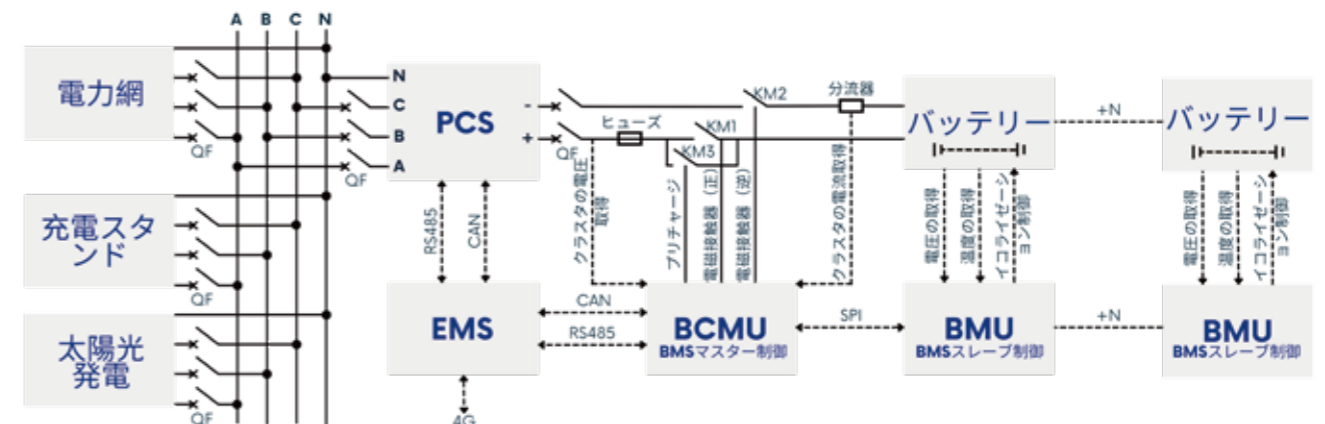 A B C N
電力網
QF
充電スタ
ンド
QF
太陽光
発電
QF
QF
N
C
B
A
PCS
-
+
QF
ヒューズ
KM1
KM2
KM3
分流器
バッテリー
+N
バッテリー
RS485
CAN
クラスタの電圧
取得
プリチャージ
電磁接触器(正)
電磁接触器(逆)
クラスタの電流取得
電圧の取得
温度の取得
イコライゼーシ
ョン制御
電圧の取得
温度の取得
イコライゼーシ
ョン制御
EMS
CAN
RS485
4G
BCMU
BMSマスター制御
SPI
BMU
BMSスレーブ制御
+N
BMU
BMSスレーブ制御